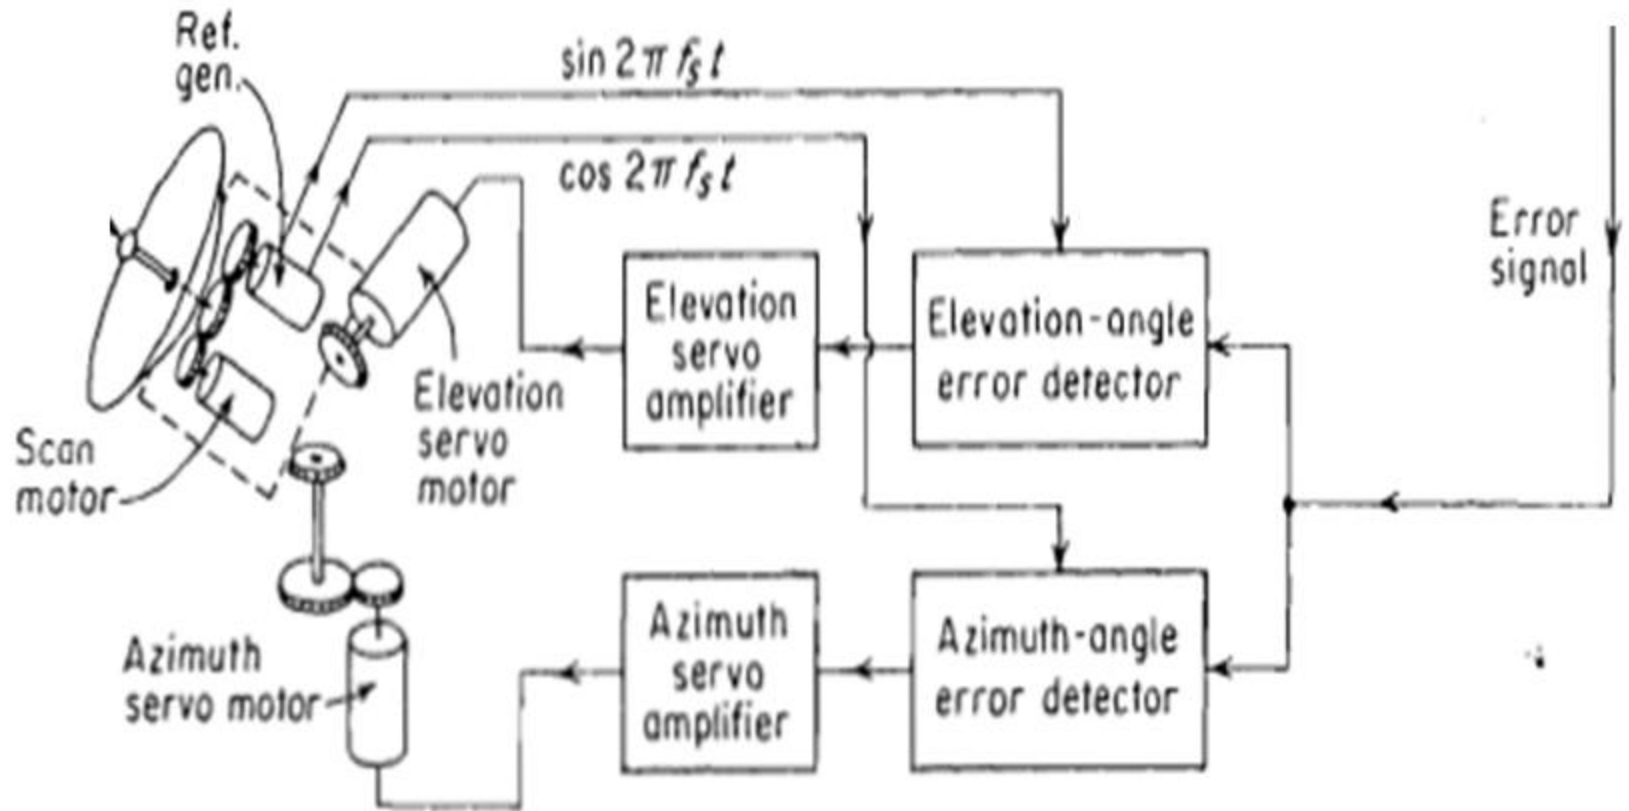 Ref.
gen.
sin 2π fₛ t
cos 2π fₛ t
Error
signal
Elevation
servo
amplifier
Elevation-angle
error detector
Elevation
servo
motor
Scan
motor
Azimuth
servo motor
Azimuth
servo
amplifier
Azimuth-angle
error detector